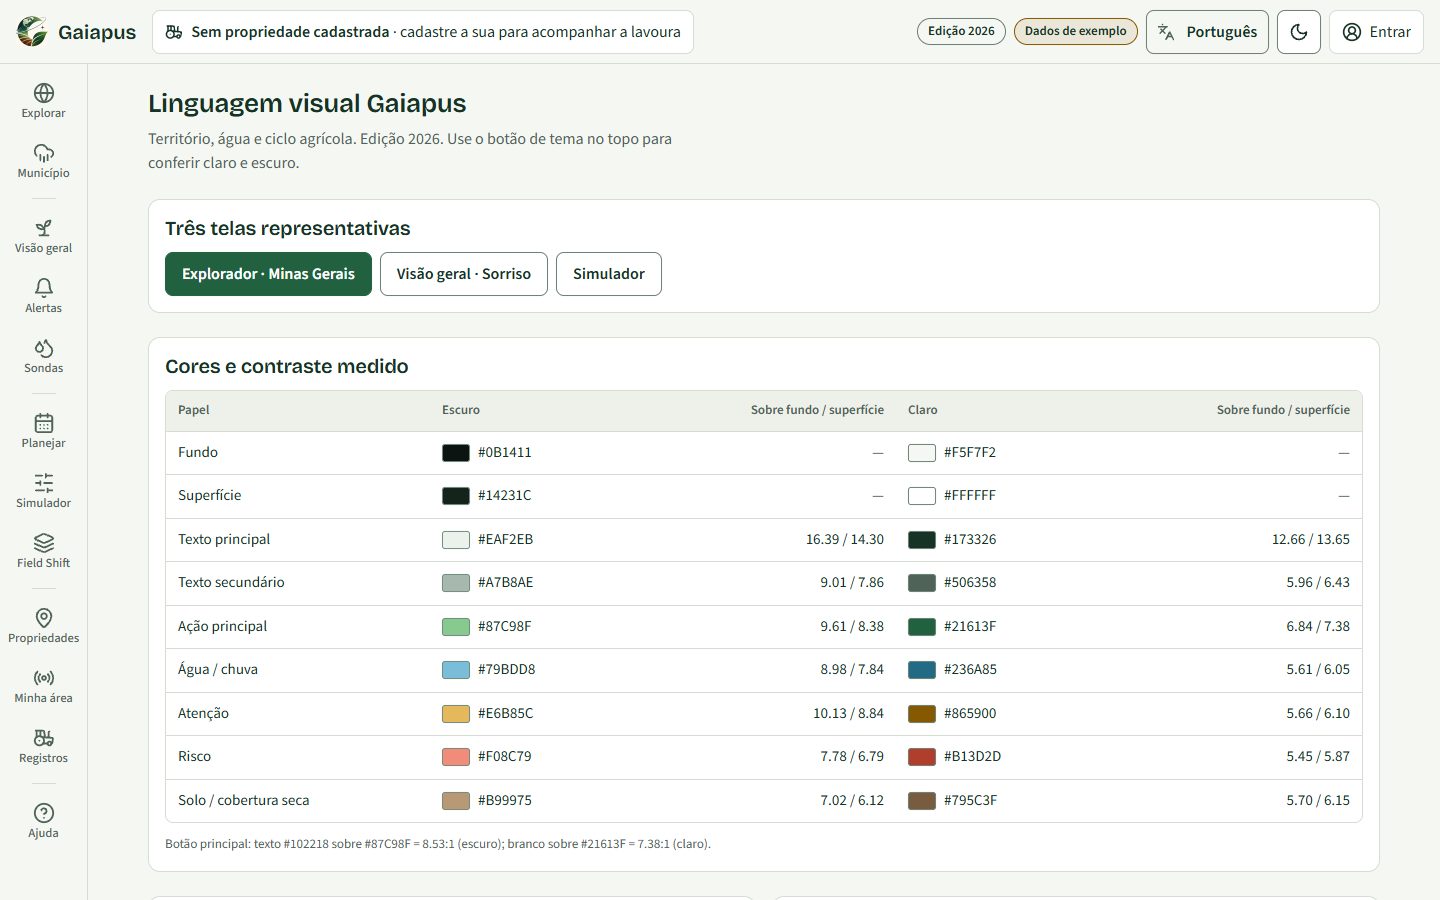 Gaiapus
Sem propriedade cadastrada · cadastre a sua para acompanhar a lavoura
Edição 2026
Dados de exemplo
Português
Entrar
Explorar
Município
Visão geral
Alertas
Sondas
Planejar
Simulador
Field Shift
Propriedades
Minha área
Registros
Ajuda
Linguagem visual Gaiapus
Território, água e ciclo agrícola. Edição 2026. Use o botão de tema no topo para
conferir claro e escuro.
Três telas representativas
Explorador · Minas Gerais
Visão geral · Sorriso
Simulador
Cores e contraste medido
Papel Escuro Sobre fundo / superfície Claro Sobre fundo / superfície
Fundo #0B1411 — #F5F7F2 —
Superfície #14231C — #FFFFFF —
Texto principal #EAF2EB 16.39 / 14.30 #173326 12.66 / 13.65
Texto secundário #A7B8AE 9.01 / 7.86 #506358 5.96 / 6.43
Ação principal #87C98F 9.61 / 8.38 #21613F 6.84 / 7.38
Água / chuva #79BDD8 8.98 / 7.84 #236A85 5.61 / 6.05
Atenção #E6B85C 10.13 / 8.84 #865900 5.66 / 6.10
Risco #F08C79 7.78 / 6.79 #B13D2D 5.45 / 5.87
Solo / cobertura seca #B99975 7.02 / 6.12 #795C3F 5.70 / 6.15
Botão principal: texto #102218 sobre #87C98F = 8.53:1 (escuro); branco sobre #21613F = 7.38:1 (claro).